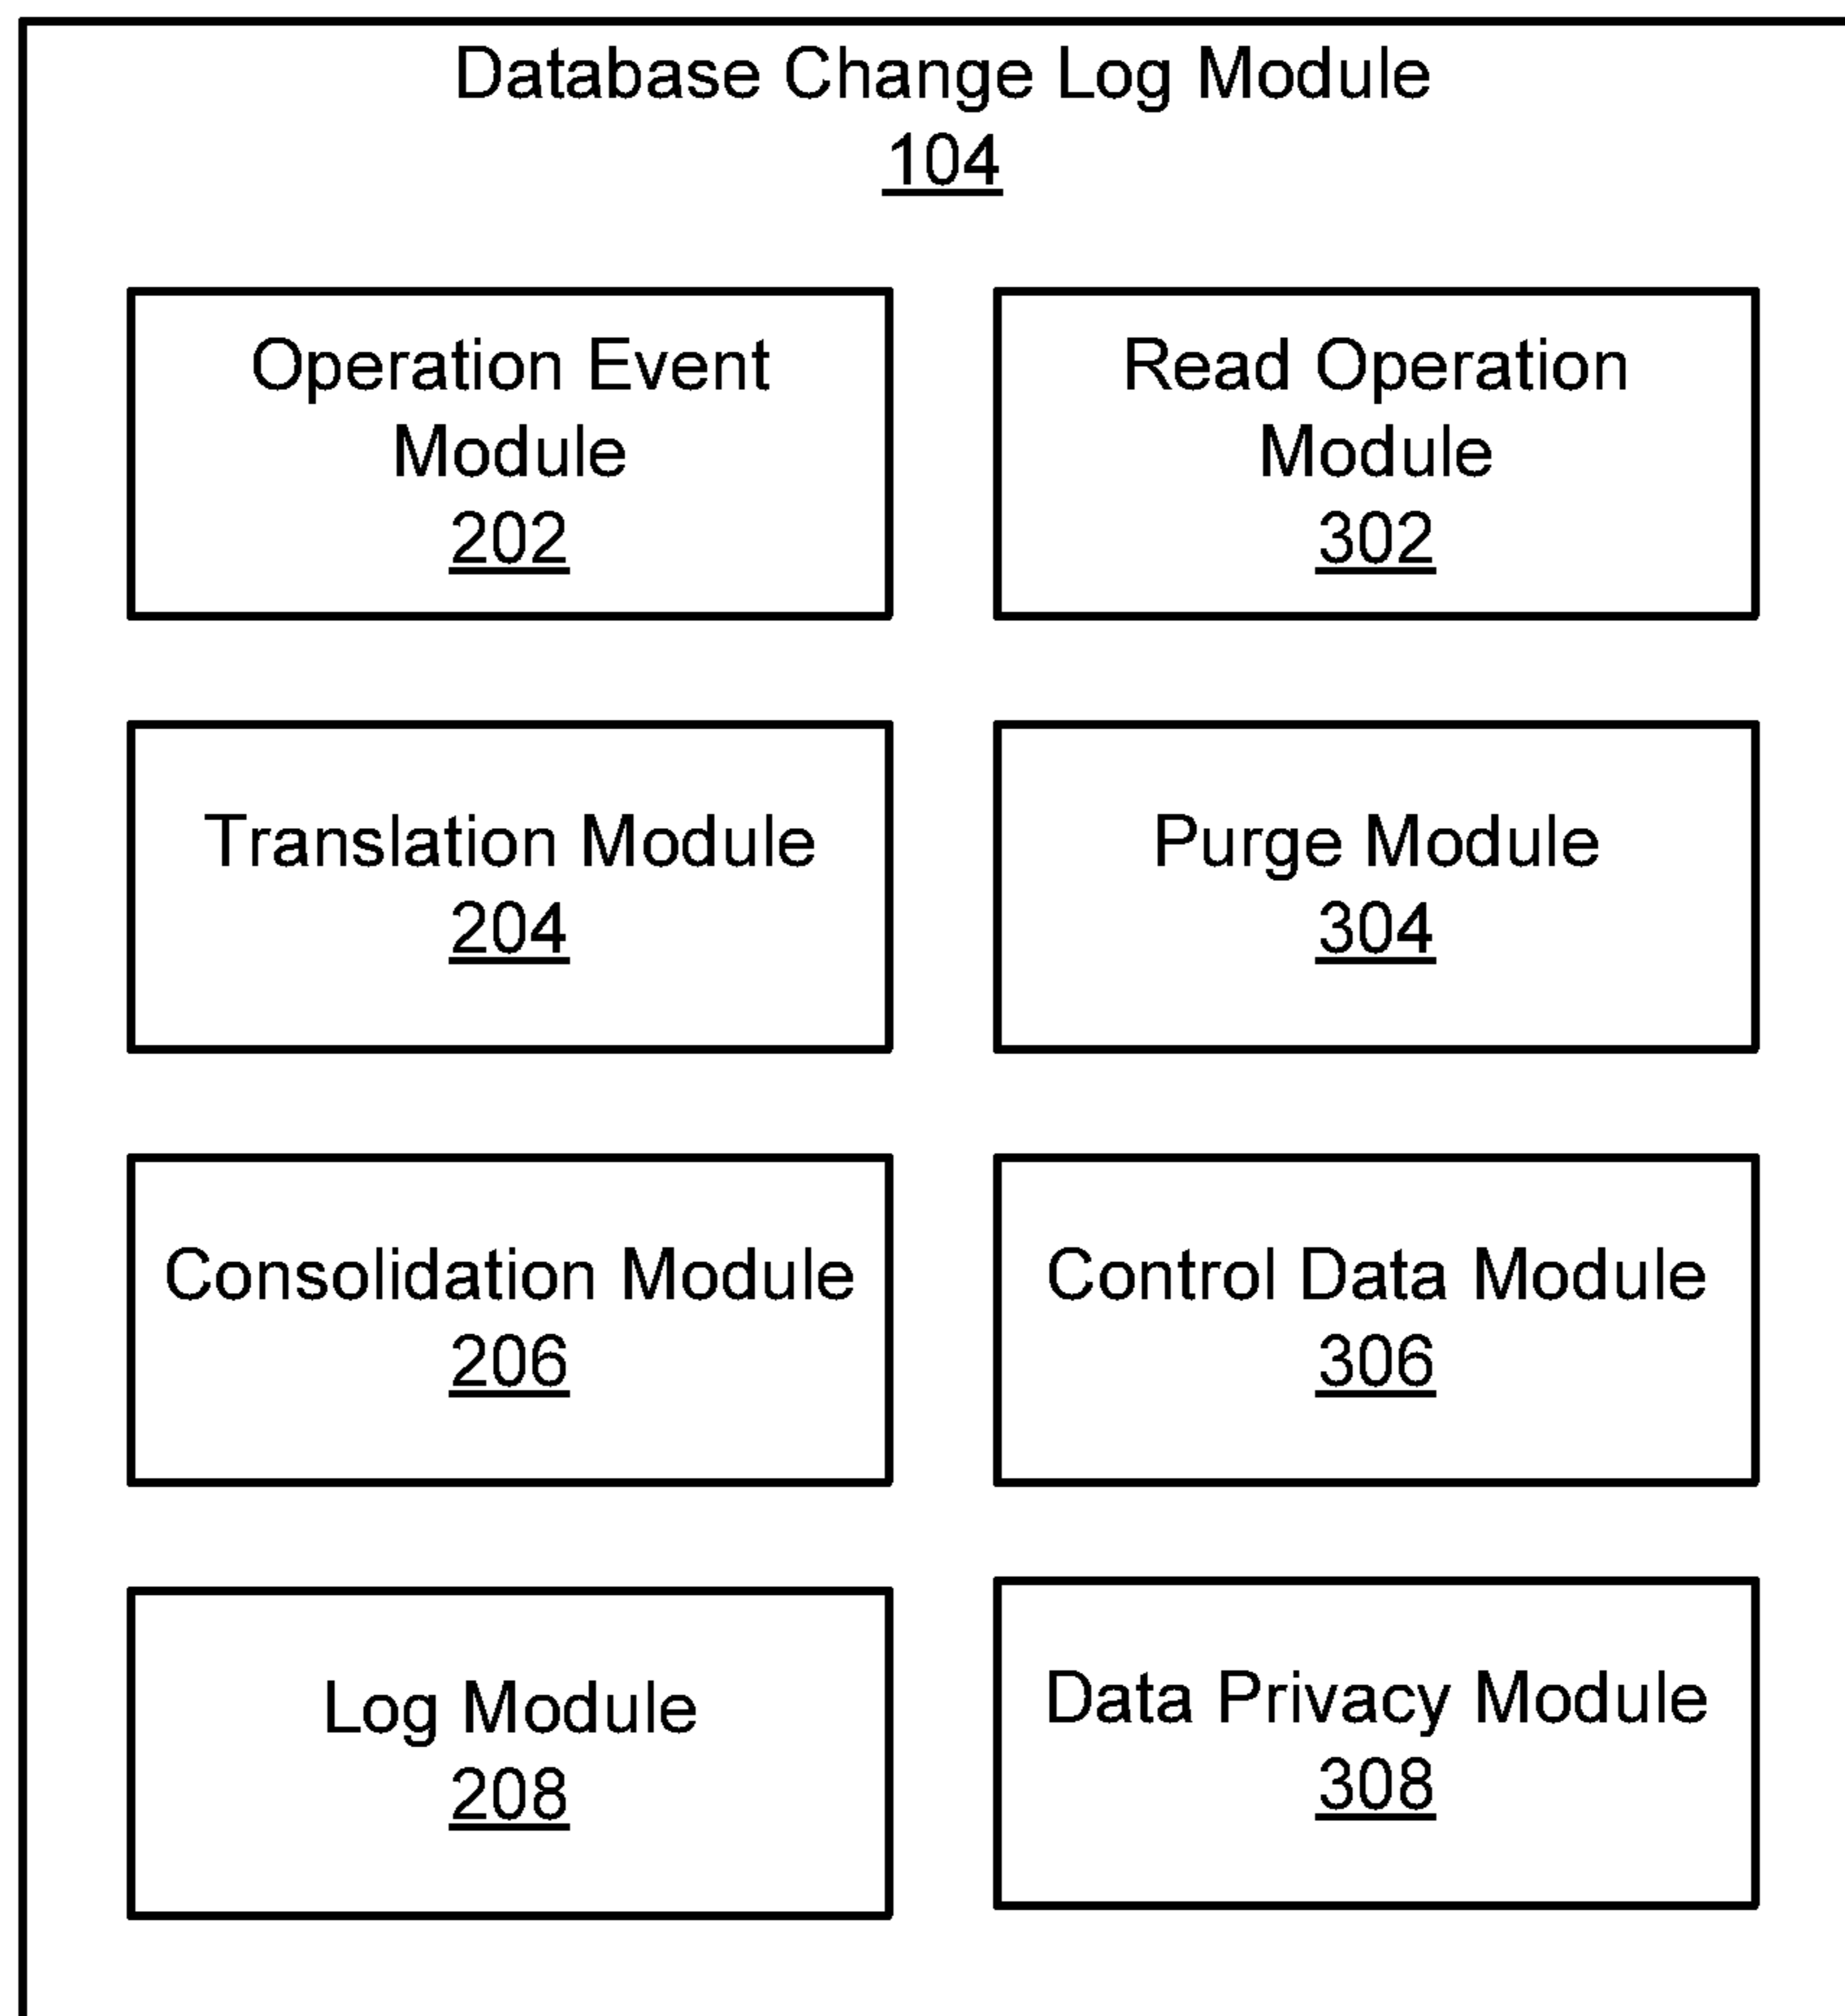 Database Change Log Module
104
Operation Event
Module
202
Read Operation
Module
302
Translation Module
204
Purge Module
304
Consolidation Module
206
Control Data Module
306
Log Module
208
Data Privacy Module
308